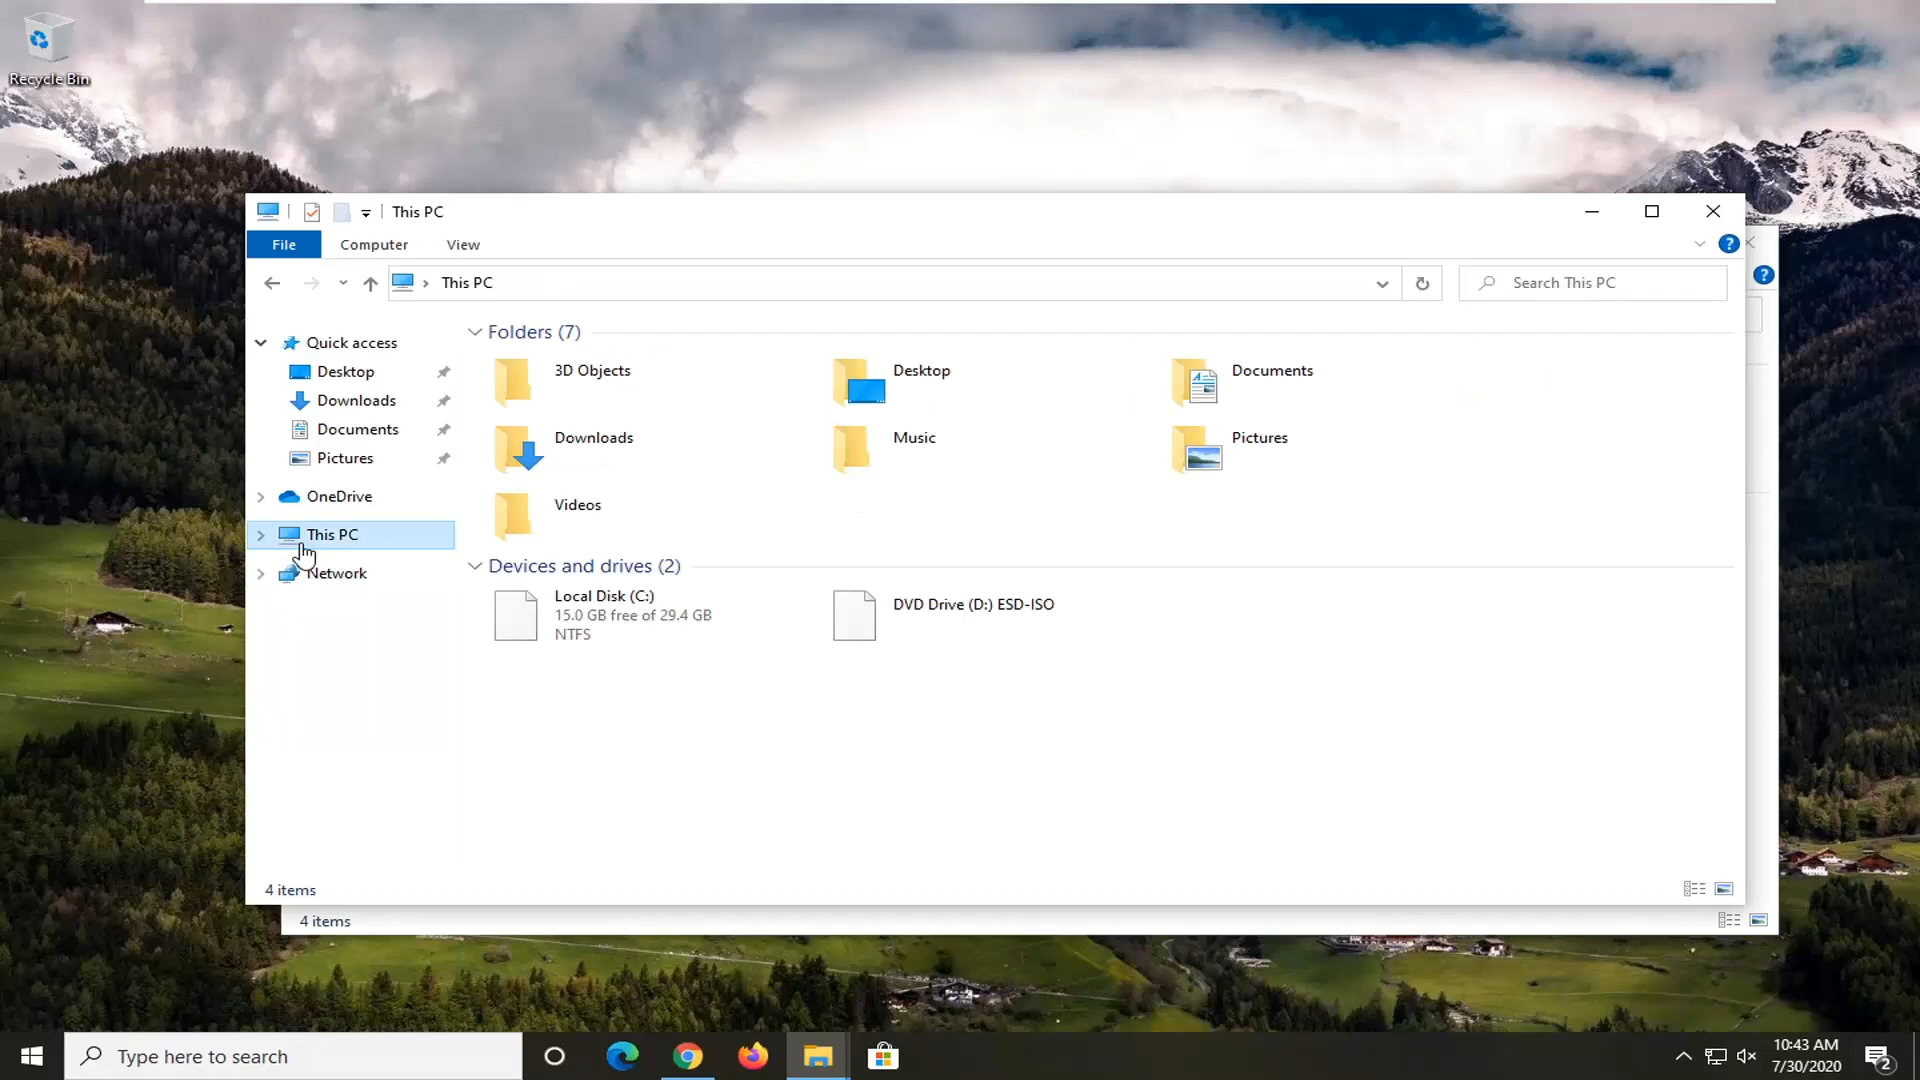 Recycle Bin
This PC
File
Computer
View
This PC
Search This PC
Quick access
Desktop
Downloads
Documents
Pictures
OneDrive
This PC
Network
Folders (7)
3D Objects
Desktop
Documents
Downloads
Music
Pictures
Videos
Devices and drives (2)
Local Disk (C:)
15.0 GB free of 29.4 GB
NTFS
DVD Drive (D:) ESD-ISO
4 items
4 items
Type here to search
10:43 AM
7/30/2020
2